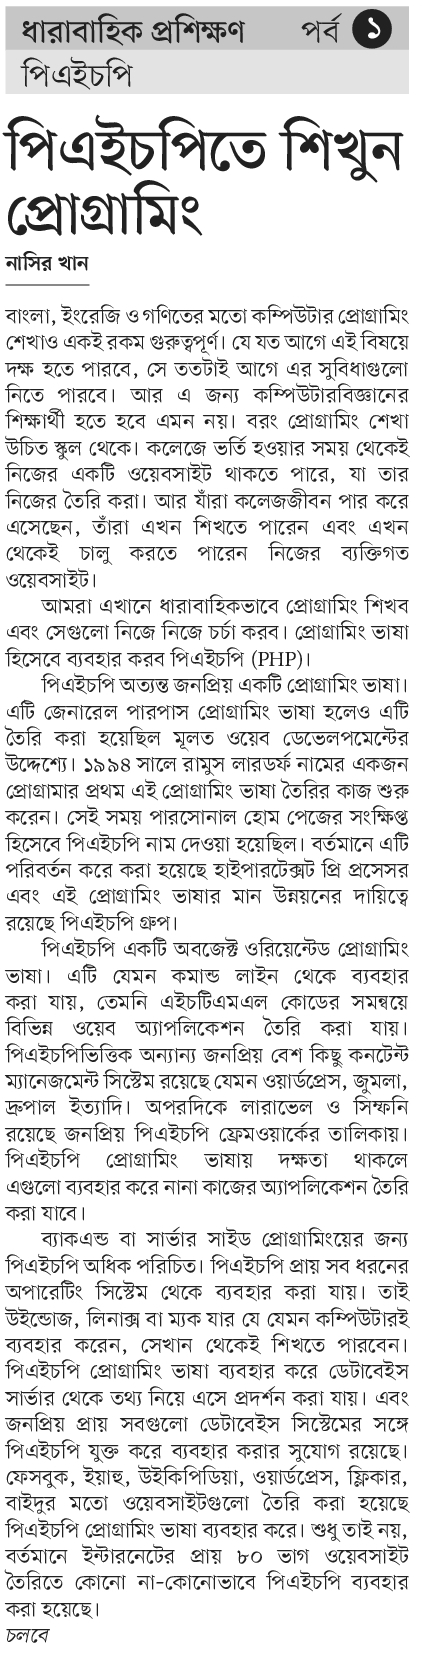 ধারাবাহিক প্রশিক্ষণ পর্ব ১
পিএইচপি
পিএইচপিতে শিখুন
প্রোগ্রামিং
নাসির খান
বাংলা, ইংরেজি ও গণিতের মতো কম্পিউটার প্রোগ্রামিং
শেখাও একই রকম গুরুত্বপূর্ণ। যে যত আগে এই বিষয়ে
দক্ষ হতে পারবে, সে ততটাই আগে এর সুবিধাগুলো
নিতে পারবে। আর এ জন্য কম্পিউটারবিজ্ঞানের
শিক্ষার্থী হতে হবে এমন নয়। বরং প্রোগ্রামিং শেখা
উচিত স্কুল থেকে। কলেজে ভর্তি হওয়ার সময় থেকেই
নিজের একটি ওয়েবসাইট থাকতে পারে, যা তার
নিজের তৈরি করা। আর যাঁরা কলেজজীবন পার করে
এসেছেন, তাঁরা এখন শিখতে পারেন এবং এখন
থেকেই চালু করতে পারেন নিজের ব্যক্তিগত
ওয়েবসাইট।
আমরা এখানে ধারাবাহিকভাবে প্রোগ্রামিং শিখব
এবং সেগুলো নিজে নিজে চর্চা করব। প্রোগ্রামিং ভাষা
হিসেবে ব্যবহার করব পিএইচপি (PHP)।
পিএইচপি অত্যন্ত জনপ্রিয় একটি প্রোগ্রামিং ভাষা।
এটি জেনারেল পারপাস প্রোগ্রামিং ভাষা হলেও এটি
তৈরি করা হয়েছিল মূলত ওয়েব ডেভেলপমেন্টের
উদ্দেশ্যে। ১৯৯৪ সালে রামুস লারডর্ফ নামের একজন
প্রোগ্রামার প্রথম এই প্রোগ্রামিং ভাষা তৈরির কাজ শুরু
করেন। সেই সময় পারসোনাল হোম পেজের সংক্ষিপ্ত
হিসেবে পিএইচপি নাম দেওয়া হয়েছিল। বর্তমানে এটি
পরিবর্তন করে করা হয়েছে হাইপারটেক্সট প্রি প্রসেসর
এবং এই প্রোগ্রামিং ভাষার মান উন্নয়নের দায়িত্বে
রয়েছে পিএইচপি গ্রুপ।
পিএইচপি একটি অবজেক্ট ওরিয়েন্টেড প্রোগ্রামিং
ভাষা। এটি যেমন কমান্ড লাইন থেকে ব্যবহার
করা যায়, তেমনি এইচটিএমএল কোডের সমন্বয়ে
বিভিন্ন ওয়েব অ্যাপলিকেশন তৈরি করা যায়।
পিএইচপিভিত্তিক অন্যান্য জনপ্রিয় বেশ কিছু কনটেন্ট
ম্যানেজমেন্ট সিস্টেম রয়েছে যেমন ওয়ার্ডপ্রেস, জুমলা,
দ্রুপাল ইত্যাদি। অপরদিকে লারাভেল ও সিম্ফনি
রয়েছে জনপ্রিয় পিএইচপি ফ্রেমওয়ার্কের তালিকায়।
পিএইচপি প্রোগ্রামিং ভাষায় দক্ষতা থাকলে
এগুলো ব্যবহার করে নানা কাজের অ্যাপলিকেশন তৈরি
করা যাবে।
ব্যাকএন্ড বা সার্ভার সাইড প্রোগ্রামিংয়ের জন্য
পিএইচপি অধিক পরিচিত। পিএইচপি প্রায় সব ধরনের
অপারেটিং সিস্টেম থেকে ব্যবহার করা যায়। তাই
উইন্ডোজ, লিনাক্স বা ম্যক যার যে যেমন কম্পিউটারই
ব্যবহার করেন, সেখান থেকেই শিখতে পারবেন।
পিএইচপি প্রোগ্রামিং ভাষা ব্যবহার করে ডেটাবেইস
সার্ভার থেকে তথ্য নিয়ে এসে প্রদর্শন করা যায়। এবং
জনপ্রিয় প্রায় সবগুলো ডেটাবেইস সিস্টেমের সঙ্গে
পিএইচপি যুক্ত করে ব্যবহার করার সুযোগ রয়েছে।
ফেসবুক, ইয়াহু, উইকিপিডিয়া, ওয়ার্ডপ্রেস, ফ্লিকার,
বাইদুর মতো ওয়েবসাইটগুলো তৈরি করা হয়েছে
পিএইচপি প্রোগ্রামিং ভাষা ব্যবহার করে। শুধু তাই নয়,
বর্তমানে ইন্টারনেটের প্রায় ৮০ ভাগ ওয়েবসাইট
তৈরিতে কোনো না-কোনোভাবে পিএইচপি ব্যবহার
করা হয়েছে।
চলবে